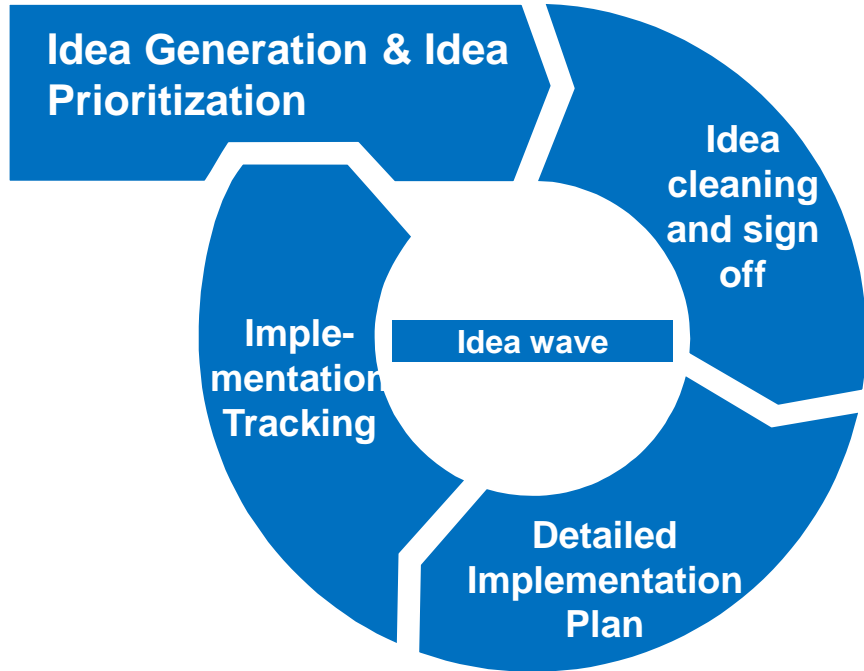 Idea Generation & Idea
Prioritization
Idea
cleaning
and sign
off
Detailed
Implementation
Plan
Imple-
mentation
Tracking
Idea wave